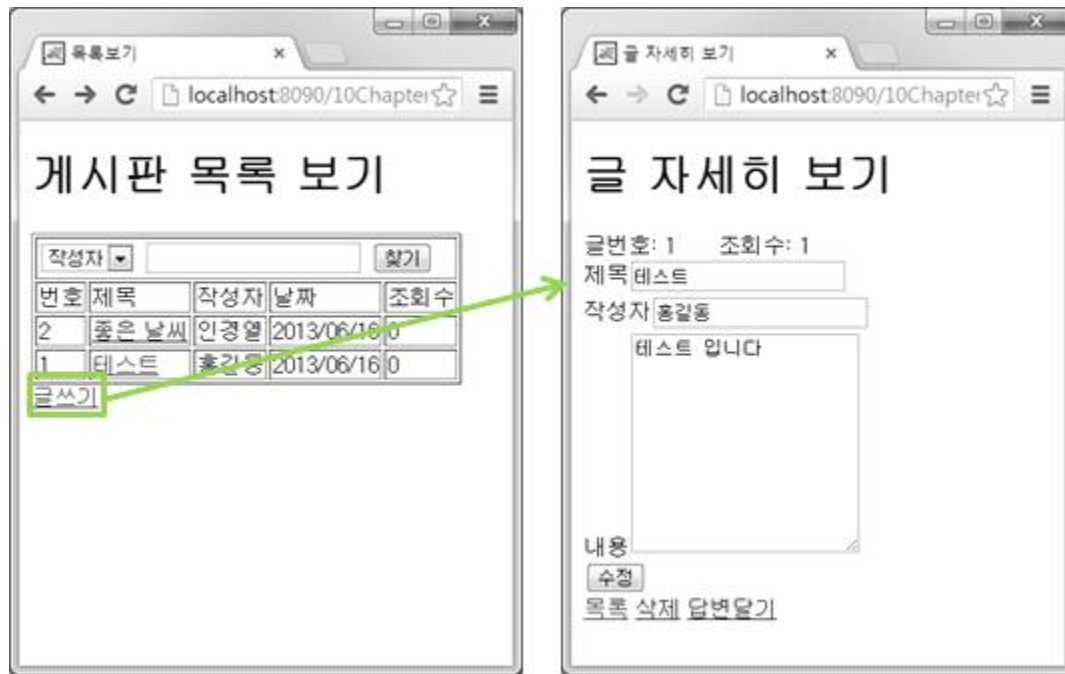 목록보기
localhost:8090/10Chapter
게시판 목록 보기
작성자 찾기
번호 제목 작성자 날짜 조회수
2 좋은 날씨 인경열 2013/06/16 0
1 테스트 홍길동 2013/06/16 0
글쓰기
글 자세히 보기
localhost:8090/10Chapter
글 자세히 보기
글번호: 1 조회수: 1
제목 테스트
작성자 홍길동
테스트 입니다
내용
수정
목록 삭제 답변달기